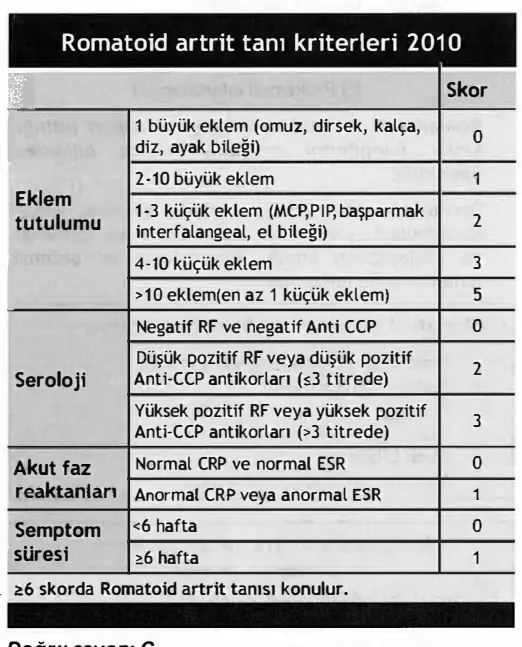 Romatoid artrit tanı kriterleri 2010
Skor
Eklem
tutulumu
1 büyük eklem (omuz, dirsek, kalça,
diz, ayak bileği)
0
2-10 büyük eklem
1-3 küçük eklem (MCP,PIP,başparmak
interfalangeal, el bileği)
2
4-10 küçük eklem
3
>10 eklem(en az 1 küçük eklem)
5
Seroloji
Negatif RF ve negatif Anti CCP
0
Düşük pozitif RF veya düşük pozitif
Anti-CCP antikorları (≤3 titrede)
2
Yüksek pozitif RF veya yüksek pozitif
Anti-CCP antikorları (>3 titrede)
3
Akut faz
reaktanları
Normal CRP ve normal ESR
0
Anormal CRP veya anormal ESR
1
Semptom
süresi
<6 hafta
0
≥6 hafta
1
≥6 skorda Romatoid artrit tanısı konulur.